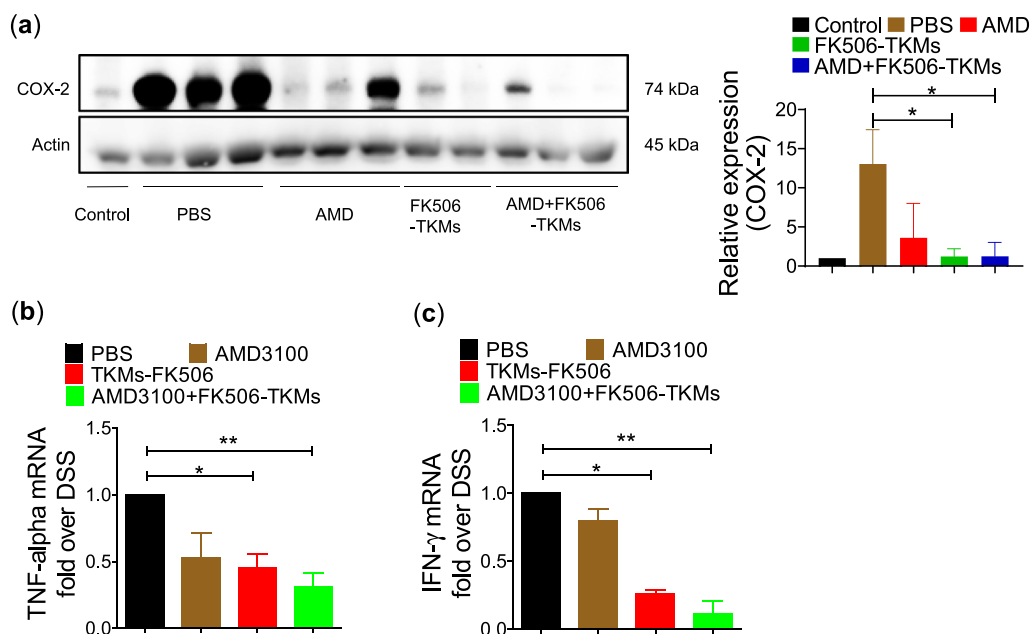 (a)
COX-2
74 kDa
Actin
45 kDa
Control
PBS
AMD
FK506
-TKMs
AMD+FK506
-TKMs
Control PBS AMD
FK506-TKMs
AMD+FK506-TKMs
Relative expression
(COX-2)
20
15
10
5
0
*
*
(b)
PBS AMD3100
TKMs-FK506
AMD3100+FK506-TKMs
TNF-alpha mRNA
fold over DSS
1.5
1.0
0.5
0.0
**
*
(c)
PBS AMD3100
TKMs-FK506
AMD3100+FK506-TKMs
IFN-γ mRNA
fold over DSS
1.5
1.0
0.5
0.0
**
*